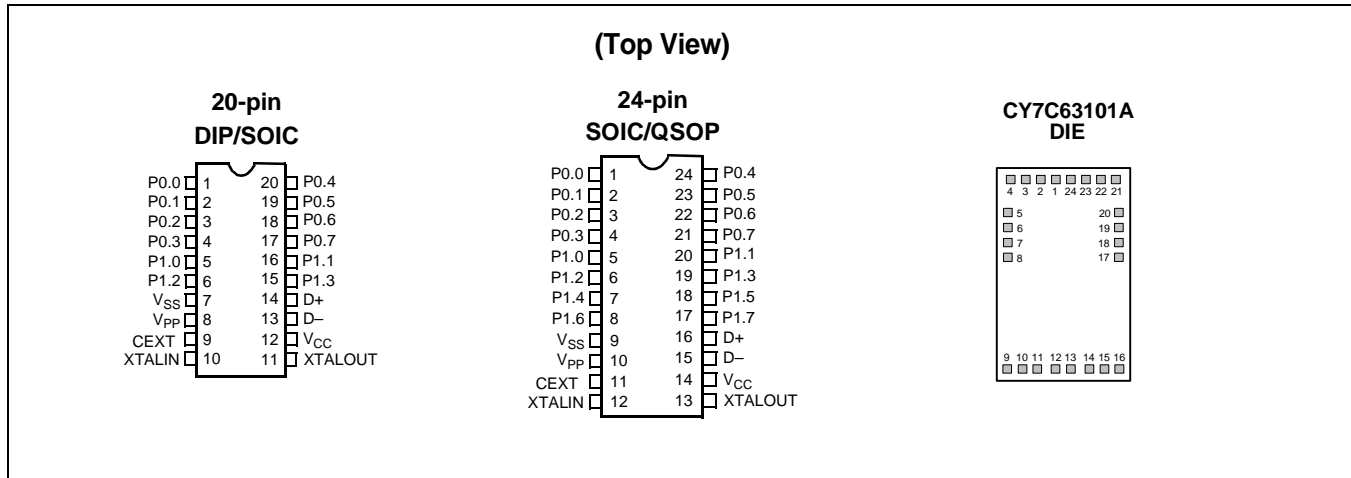 (Top View)
20-pin
DIP/SOIC
P0.0 1 20 P0.4
P0.1 2 19 P0.5
P0.2 3 18 P0.6
P0.3 4 17 P0.7
P1.0 5 16 P1.1
P1.2 6 15 P1.3
VSS 7 14 D+
VPP 8 13 D–
CEXT 9 12 VCC
XTALIN 10 11 XTALOUT
24-pin
SOIC/QSOP
P0.0 1 24 P0.4
P0.1 2 23 P0.5
P0.2 3 22 P0.6
P0.3 4 21 P0.7
P1.0 5 20 P1.1
P1.2 6 19 P1.3
P1.4 7 18 P1.5
P1.6 8 17 P1.7
VSS 9 16 D+
VPP 10 15 D–
CEXT 11 14 VCC
XTALIN 12 13 XTALOUT
CY7C63101A
DIE
4 3 2 1 24 23 22 21
5 20
6 19
7 18
8 17
9 10 11 12 13 14 15 16